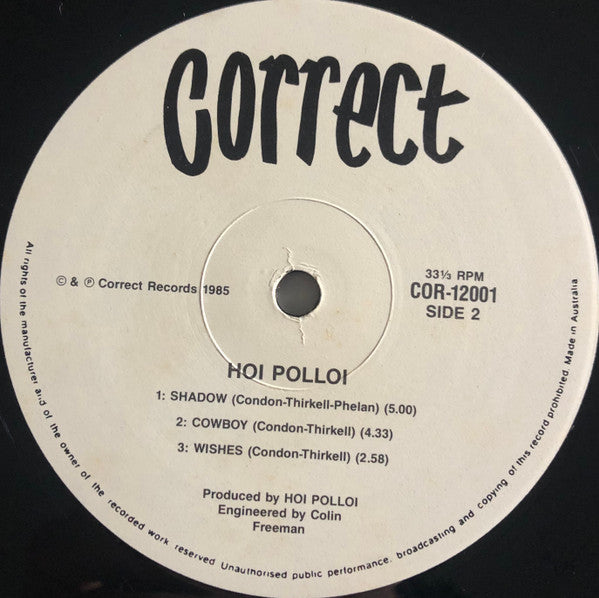 Correct
© & ℗ Correct Records 1985
33⅓ RPM
COR-12001
SIDE 2
HOI POLLOI
1: SHADOW (Condon-Thirkell-Phelan) (5.00)
2: COWBOY (Condon-Thirkell) (4.33)
3: WISHES (Condon-Thirkell) (2.58)
Produced by HOI POLLOI
Engineered by Colin
Freeman
All rights of the manufacturer and of the owner of the recorded work reserved Unauthorised public performance, broadcasting and copying of this record prohibited. Made in Australia